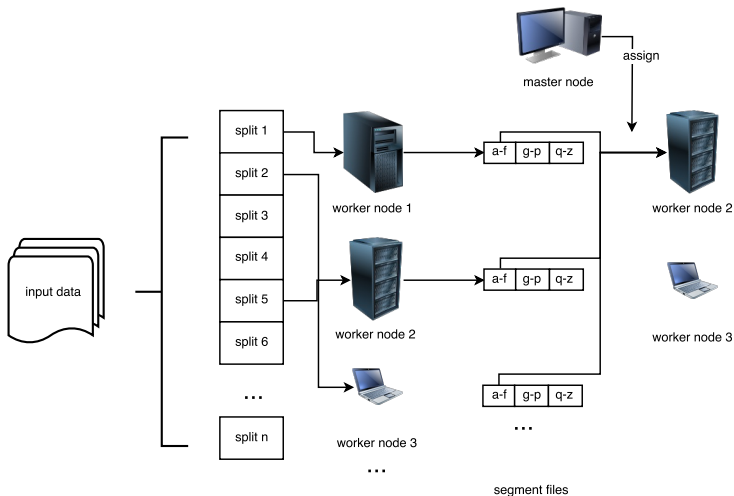 master node
assign
split 1
split 2
split 3
split 4
split 5
split 6
...
split n
input data
worker node 1
worker node 2
worker node 3
...
a-f g-p q-z
a-f g-p q-z
a-f g-p q-z
...
segment files
worker node 2
worker node 3